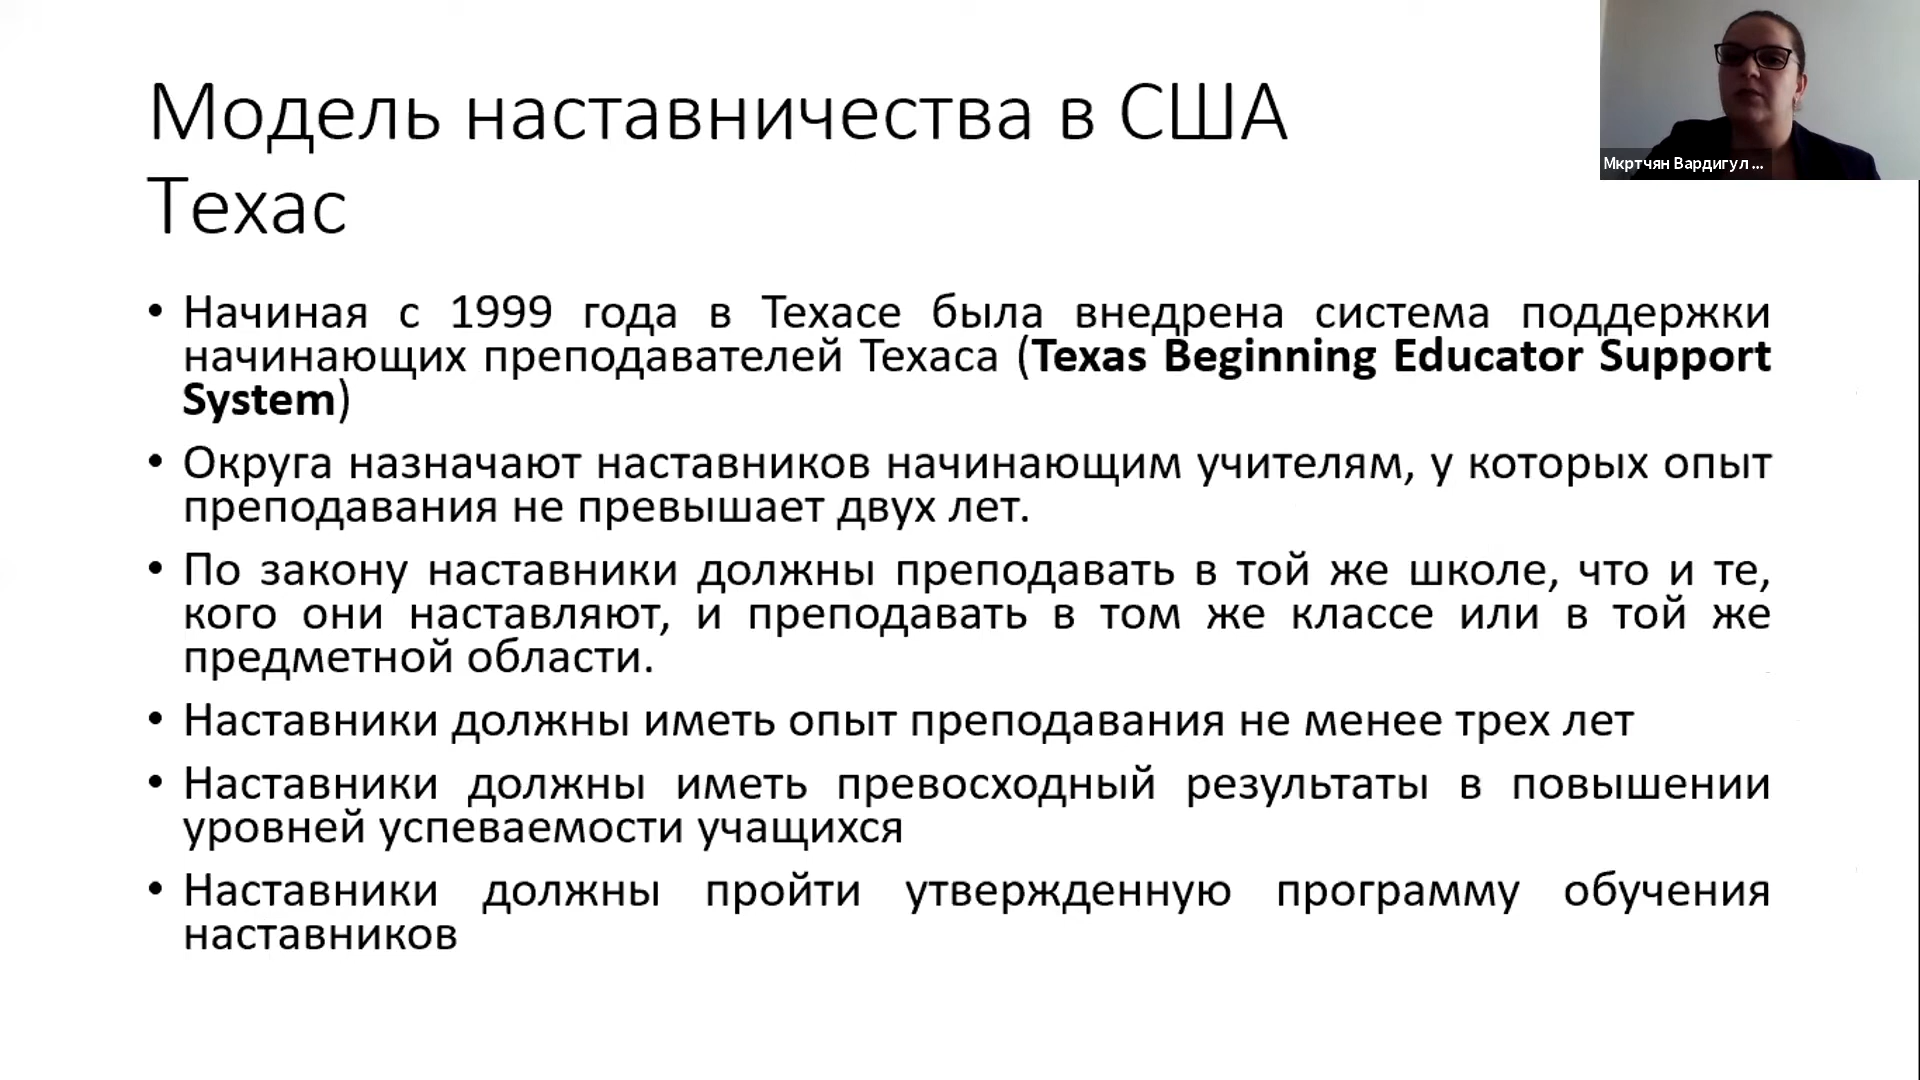 Модель наставничества в США
Техас
Мкртчян Вардигул ...
• Начиная с 1999 года в Техасе была внедрена система поддержки
начинающих преподавателей Техаса (Texas Beginning Educator Support
System)
• Округа назначают наставников начинающим учителям, у которых опыт
преподавания не превышает двух лет.
• По закону наставники должны преподавать в той же школе, что и те,
кого они наставляют, и преподавать в том же классе или в той же
предметной области.
• Наставники должны иметь опыт преподавания не менее трех лет
• Наставники должны иметь превосходный результаты в повышении
уровней успеваемости учащихся
• Наставники должны пройти утвержденную программу обучения
наставников